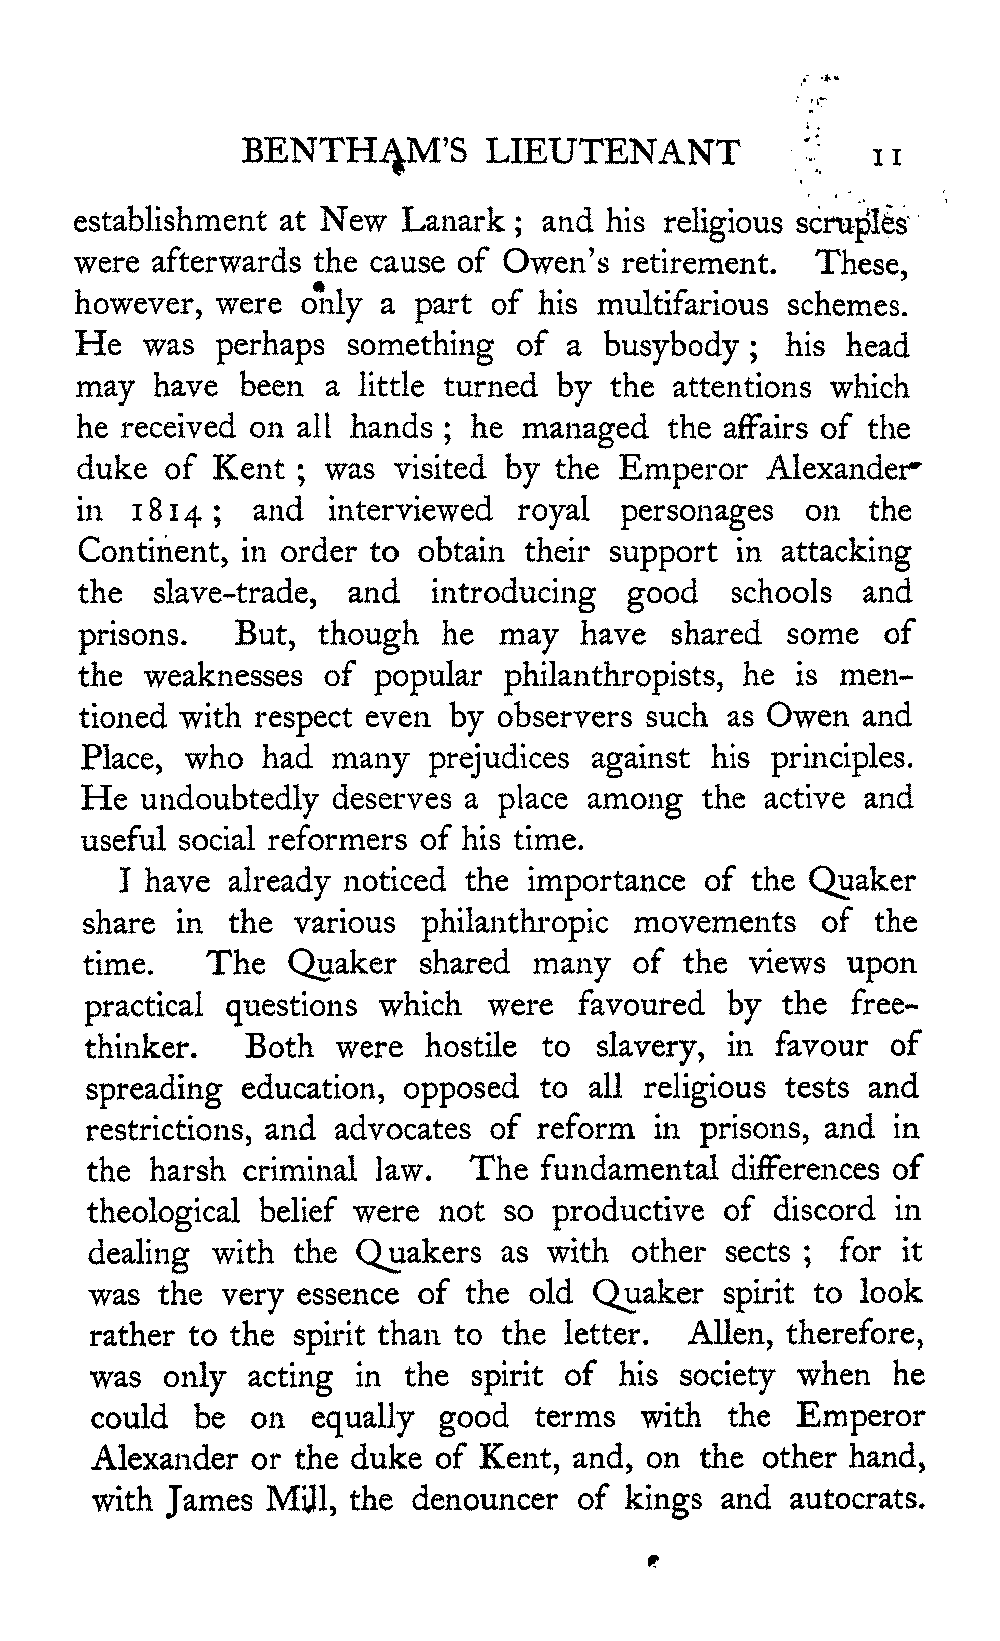 BENTHAM'S LIEUTENANT 11
establishment at New Lanark ; and his religious scruples
were afterwards the cause of Owen's retirement. These,
however, were only a part of his multifarious schemes.
He was perhaps something of a busybody ; his head
may have been a little turned by the attentions which
he received on all hands ; he managed the affairs of the
duke of Kent ; was visited by the Emperor Alexander
in 1814 ; and interviewed royal personages on the
Continent, in order to obtain their support in attacking
the slave-trade, and introducing good schools and
prisons. But, though he may have shared some of
the weaknesses of popular philanthropists, he is men-
tioned with respect even by observers such as Owen and
Place, who had many prejudices against his principles.
He undoubtedly deserves a place among the active and
useful social reformers of his time.
I have already noticed the importance of the Quaker
share in the various philanthropic movements of the
time. The Quaker shared many of the views upon
practical questions which were favoured by the free-
thinker. Both were hostile to slavery, in favour of
spreading education, opposed to all religious tests and
restrictions, and advocates of reform in prisons, and in
the harsh criminal law. The fundamental differences of
theological belief were not so productive of discord in
dealing with the Quakers as with other sects ; for it
was the very essence of the old Quaker spirit to look
rather to the spirit than to the letter. Allen, therefore,
was only acting in the spirit of his society when he
could be on equally good terms with the Emperor
Alexander or the duke of Kent, and, on the other hand,
with James Mill, the denouncer of kings and autocrats.